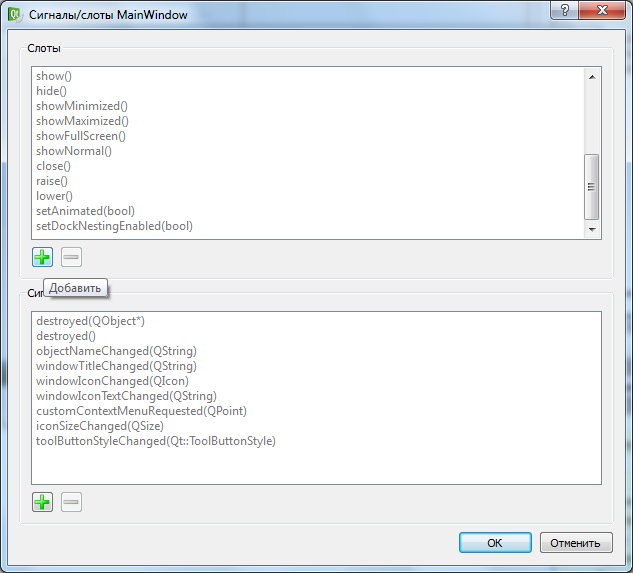 Сигналы/слоты MainWindow
Слоты
show()
hide()
showMinimized()
showMaximized()
showFullScreen()
showNormal()
close()
raise()
lower()
setAnimated(bool)
setDockNestingEnabled(bool)
Добавить
destroyed(QObject*)
destroyed()
objectNameChanged(QString)
windowTitleChanged(QString)
windowIconChanged(QIcon)
windowIconTextChanged(QString)
customContextMenuRequested(QPoint)
iconSizeChanged(QSize)
toolButtonStyleChanged(Qt::ToolButtonStyle)
OK
Отменить